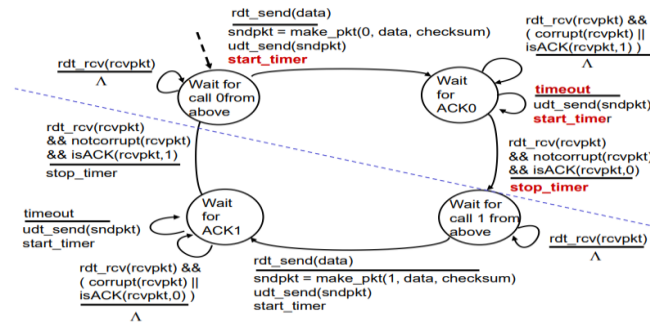 rdt_send(data)
sndpkt = make_pkt(0, data, checksum)
udt_send(sndpkt)
start_timer
rdt_rcv(rcvpkt) &&
( corrupt(rcvpkt) ||
isACK(rcvpkt,1) )
Λ
rdt_rcv(rcvpkt)
Λ
Wait for
call 0from
above
Wait
for
ACK0
timeout
udt_send(sndpkt)
start_timer
rdt_rcv(rcvpkt)
&& notcorrupt(rcvpkt)
&& isACK(rcvpkt,1)
stop_timer
rdt_rcv(rcvpkt)
&& notcorrupt(rcvpkt)
&& isACK(rcvpkt,0)
stop_timer
timeout
udt_send(sndpkt)
start_timer
Wait
for
ACK1
Wait for
call 1 from
above
rdt_rcv(rcvpkt)
Λ
rdt_rcv(rcvpkt) &&
( corrupt(rcvpkt) ||
isACK(rcvpkt,0) )
Λ
rdt_send(data)
sndpkt = make_pkt(1, data, checksum)
udt_send(sndpkt)
start_timer